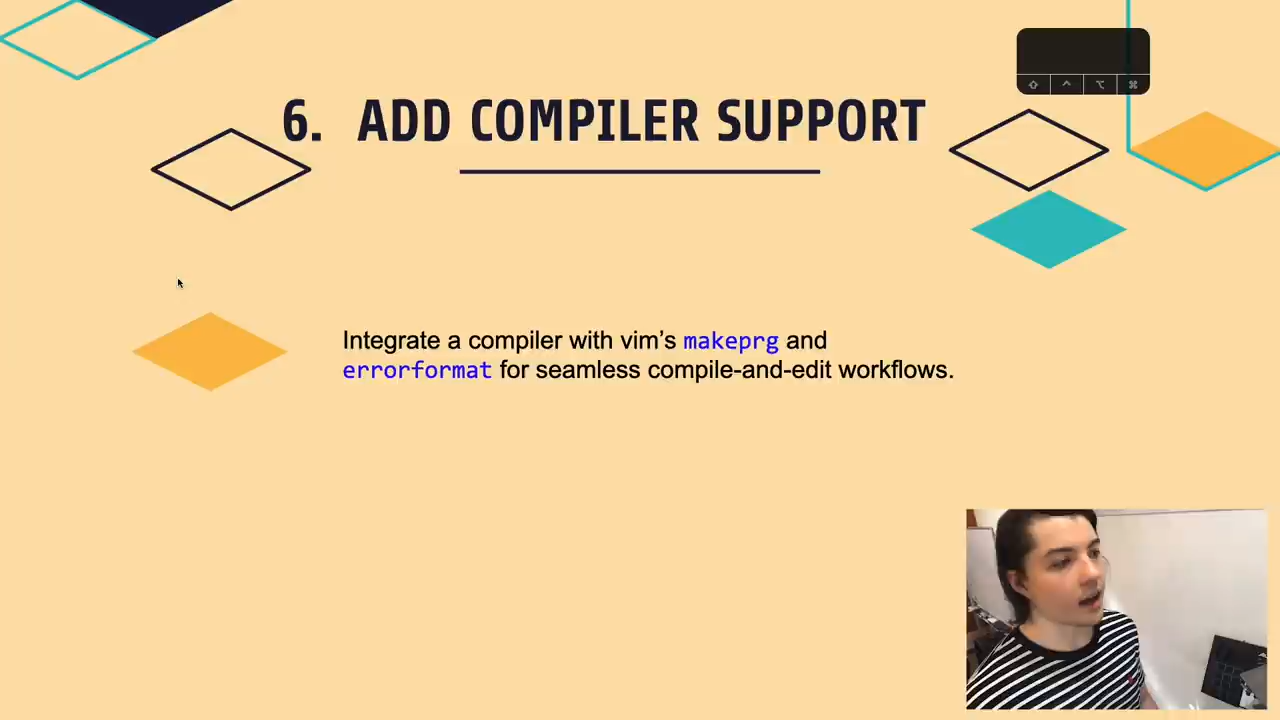 6. ADD COMPILER SUPPORT
Integrate a compiler with vim’s makeprg and
errorformat for seamless compile-and-edit workflows.